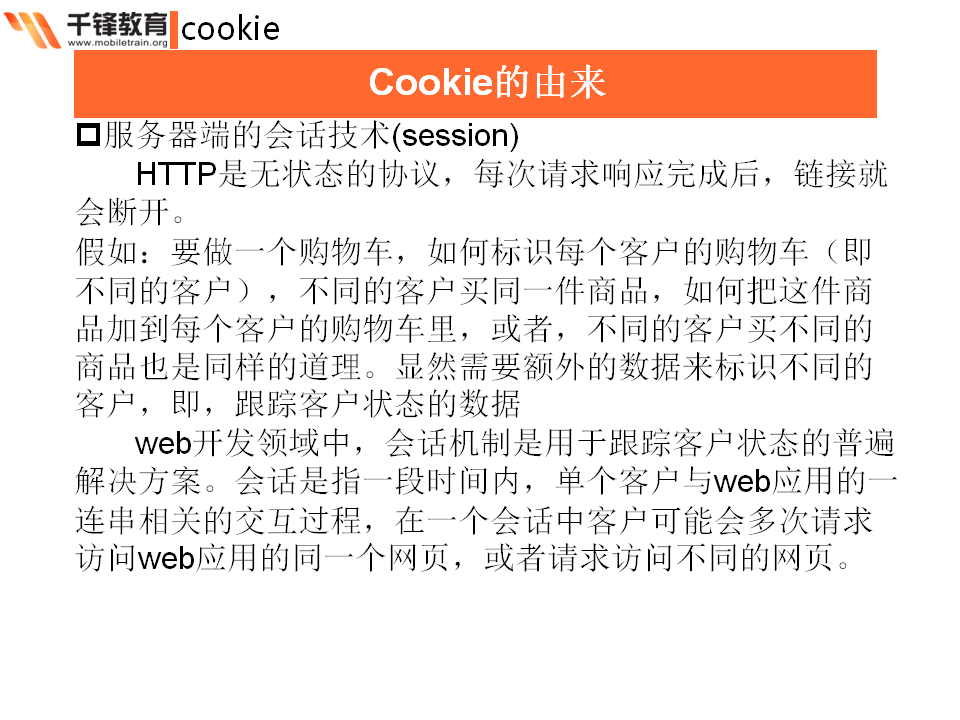 千锋教育
www.mobiletrain.org
cookie
Cookie的由来
服务器端的会话技术(session)
HTTP是无状态的协议，每次请求响应完成后，链接就
会断开。
假如：要做一个购物车，如何标识每个客户的购物车（即
不同的客户），不同的客户买同一件商品，如何把这件商
品加到每个客户的购物车里，或者，不同的客户买不同的
商品也是同样的道理。显然需要额外的数据来标识不同的
客户，即，跟踪客户状态的数据
web开发领域中，会话机制是用于跟踪客户状态的普遍
解决方案。会话是指一段时间内，单个客户与web应用的一
连串相关的交互过程，在一个会话中客户可能会多次请求
访问web应用的同一个网页，或者请求访问不同的网页。